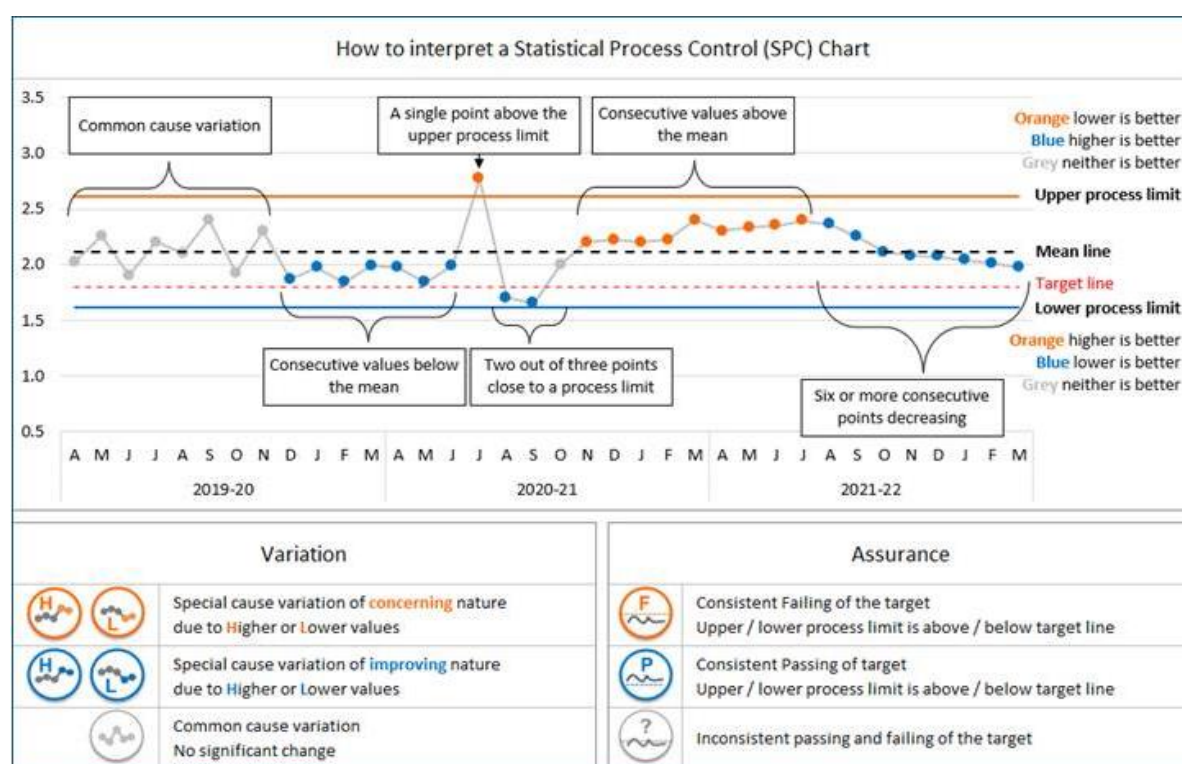 How to interpret a Statistical Process Control (SPC) Chart
3.5
3.0
2.5
2.0
1.5
1.0
0.5
Common cause variation
A single point above the
upper process limit
Consecutive values above
the mean
Orange lower is better
Blue higher is better
Grey neither is better
Upper process limit
Mean line
Target line
Lower process limit
Orange higher is better
Blue lower is better
Grey neither is better
Consecutive values below
the mean
Two out of three points
close to a process limit
Six or more consecutive
points decreasing
A M J J A S O N D J F M A M J J A S O N D J F M A M J J A S O N D J F M
2019-20 2020-21 2021-22
Variation
H L
Special cause variation of concerning nature
due to Higher or Lower values
H L
Special cause variation of improving nature
due to Higher or Lower values
Common cause variation
No significant change
Assurance
F
Consistent Failing of the target
Upper / lower process limit is above / below target line
P
Consistent Passing of target
Upper / lower process limit is above / below target line
?
Inconsistent passing and failing of the target